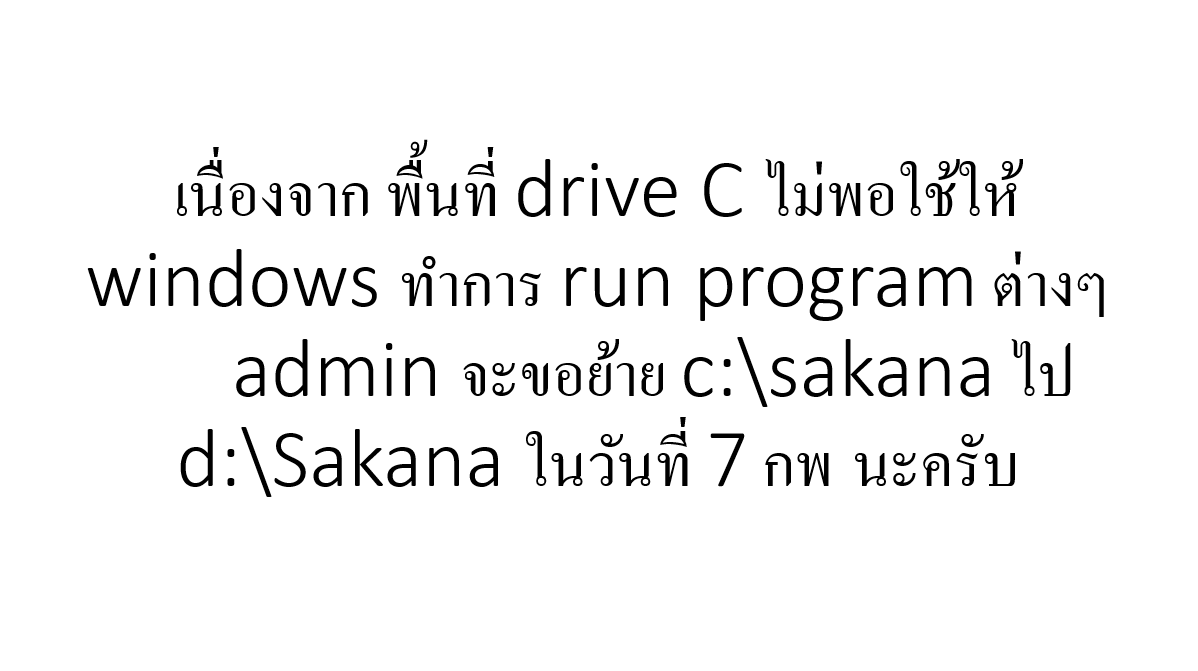 เนื่องจาก พื้นที่ drive C ไม่พอใช้ให้
windows ทำการ run program ต่างๆ
admin จะขอย้าย c:\sakana ไป
d:\Sakana ในวันที่ 7 กพ นะครับ